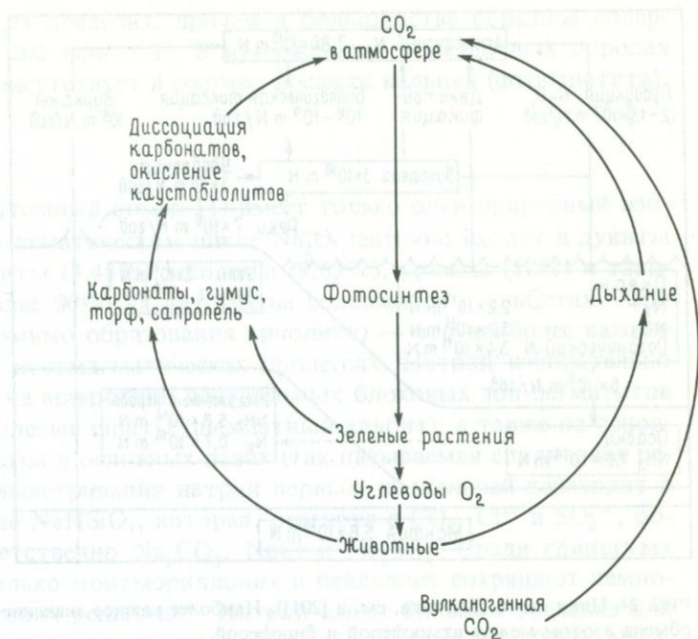 CO₂
в атмосфере
Диссоциация
карбонатов,
окисление
каустобиолитов
Карбонаты, гумус,
торф, сапропель
Фотосинтез
Дыхание
Зеленые растения
Углеводы O₂
Животные
Вулканогенная
CO₂